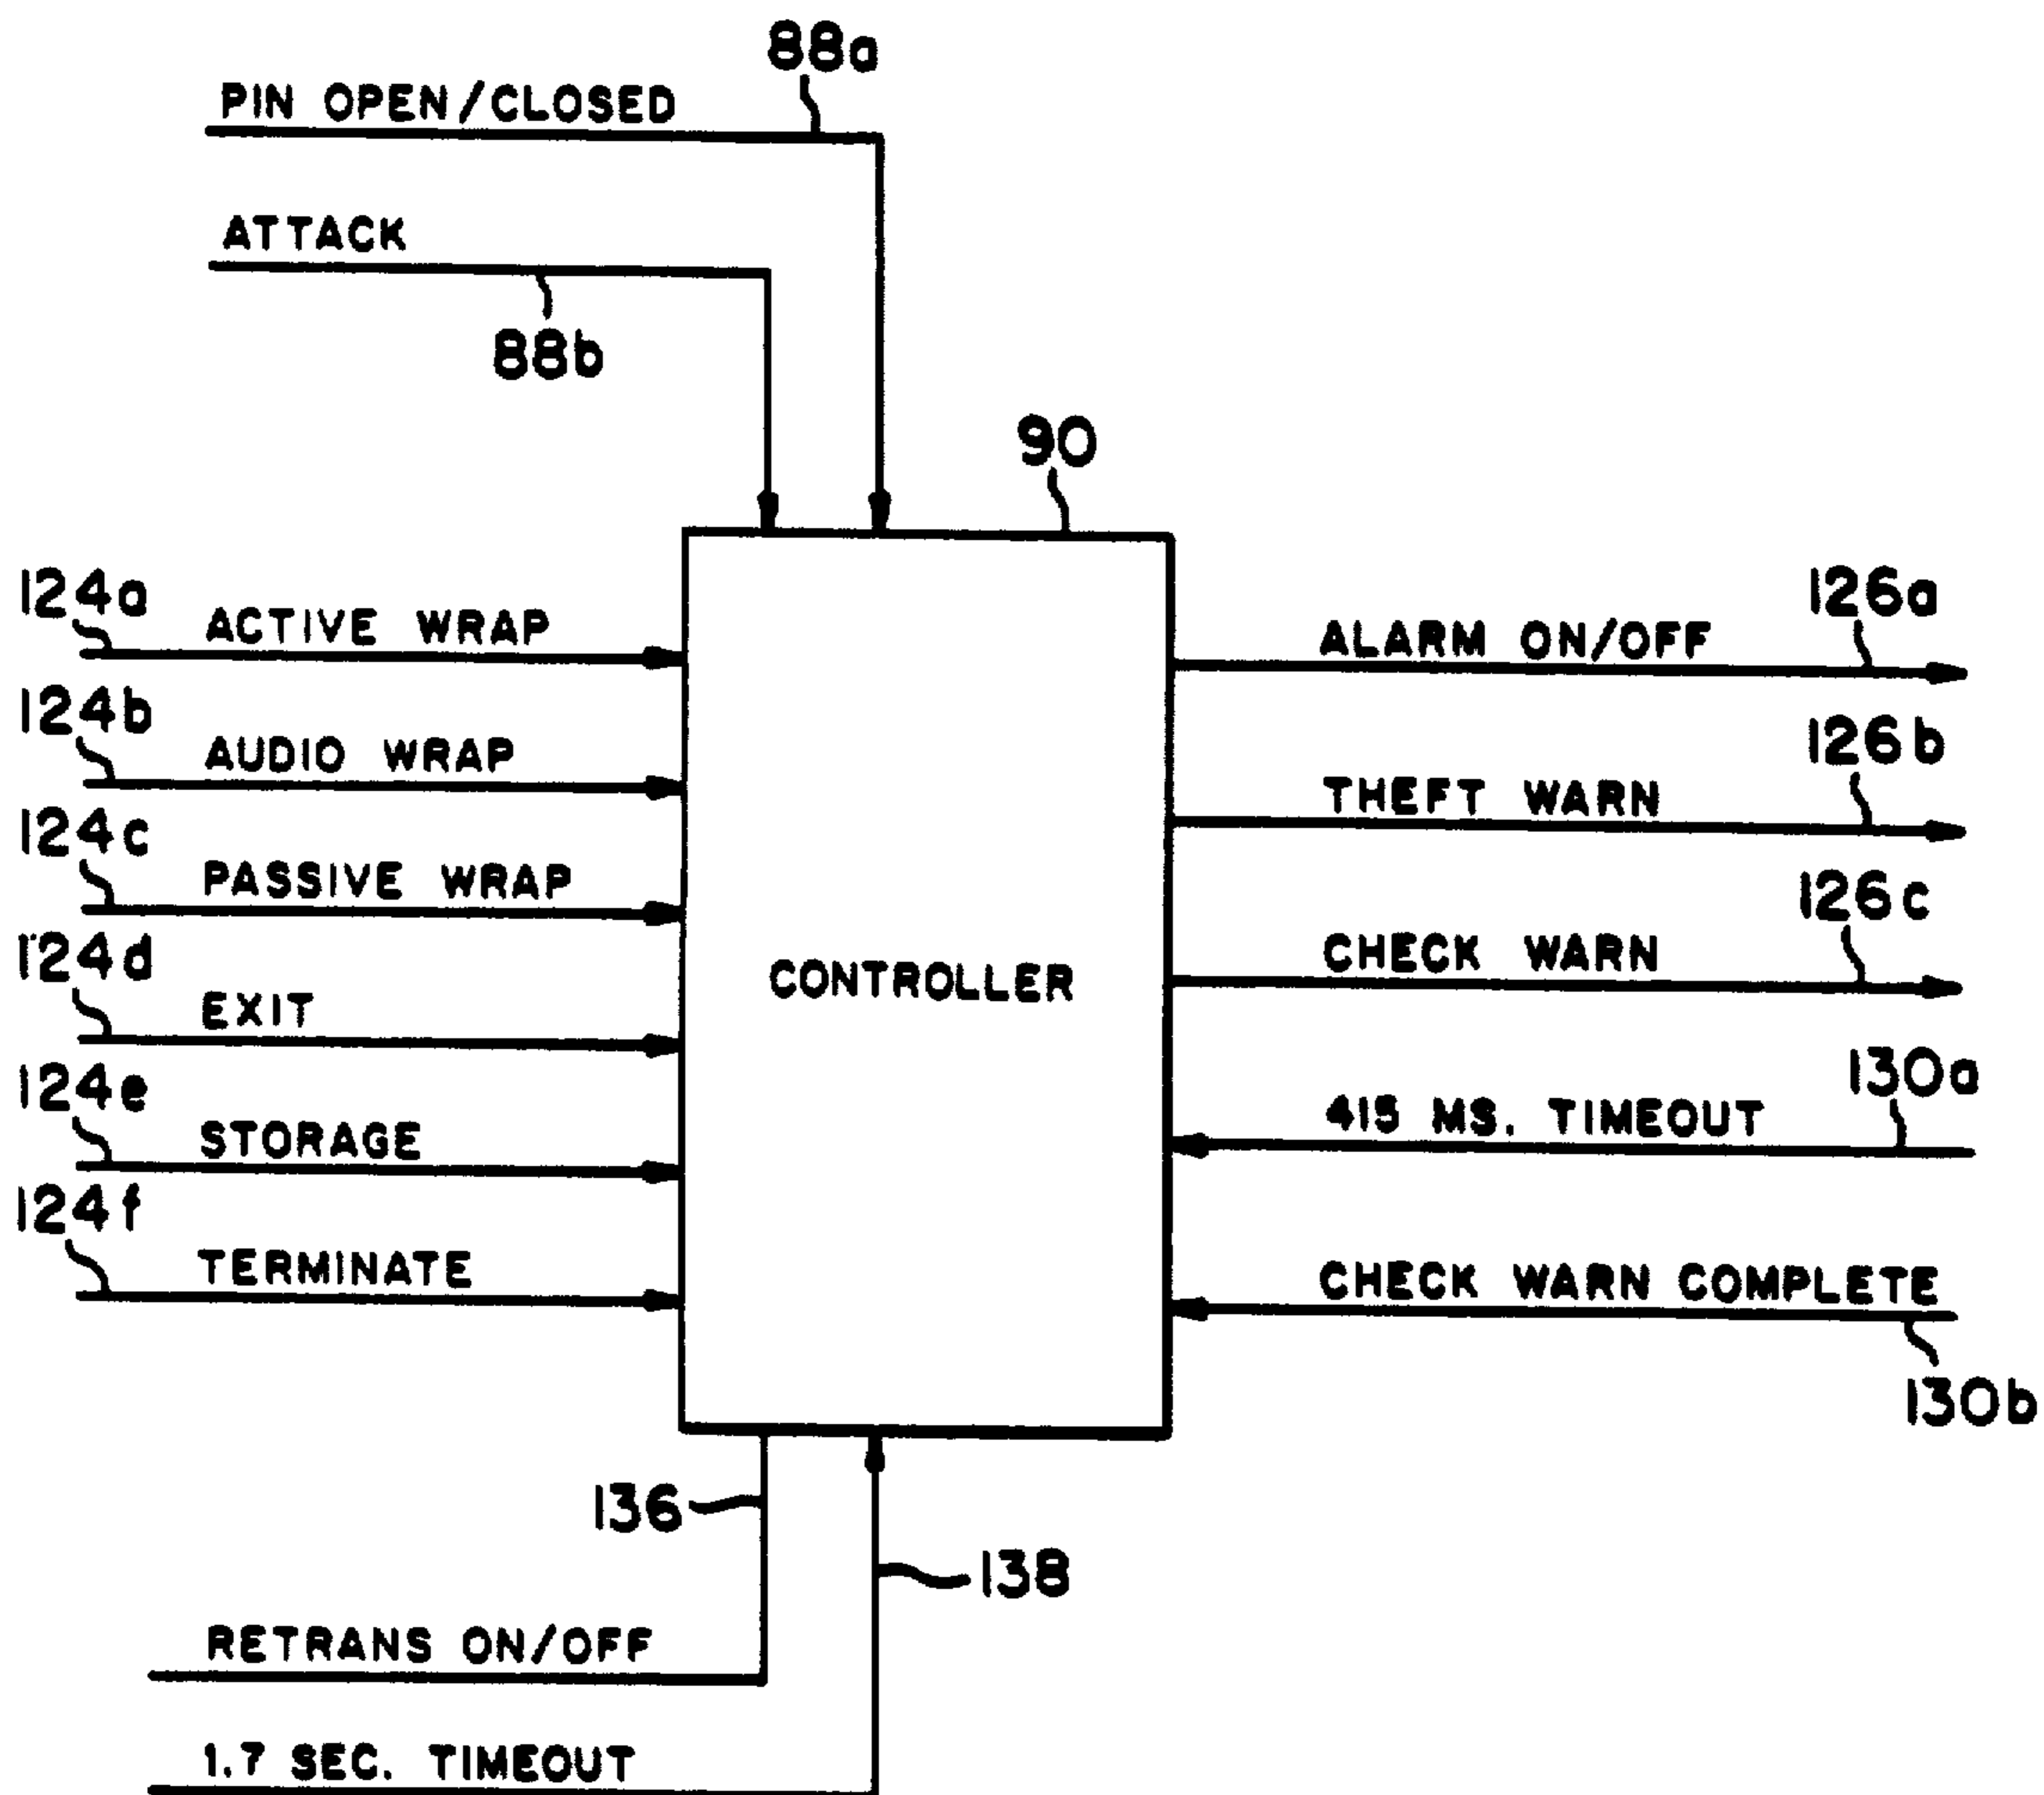 88a
PIN OPEN/CLOSED
ATTACK
88b
90
124a
ACTIVE WRAP
124b
AUDIO WRAP
124c
PASSIVE WRAP
124d
EXIT
124e
STORAGE
124f
TERMINATE
CONTROLLER
126a
ALARM ON/OFF
126b
THEFT WARN
126c
CHECK WARN
130a
415 MS. TIMEOUT
CHECK WARN COMPLETE
130b
136
138
RETRANS ON/OFF
1.7 SEC. TIMEOUT